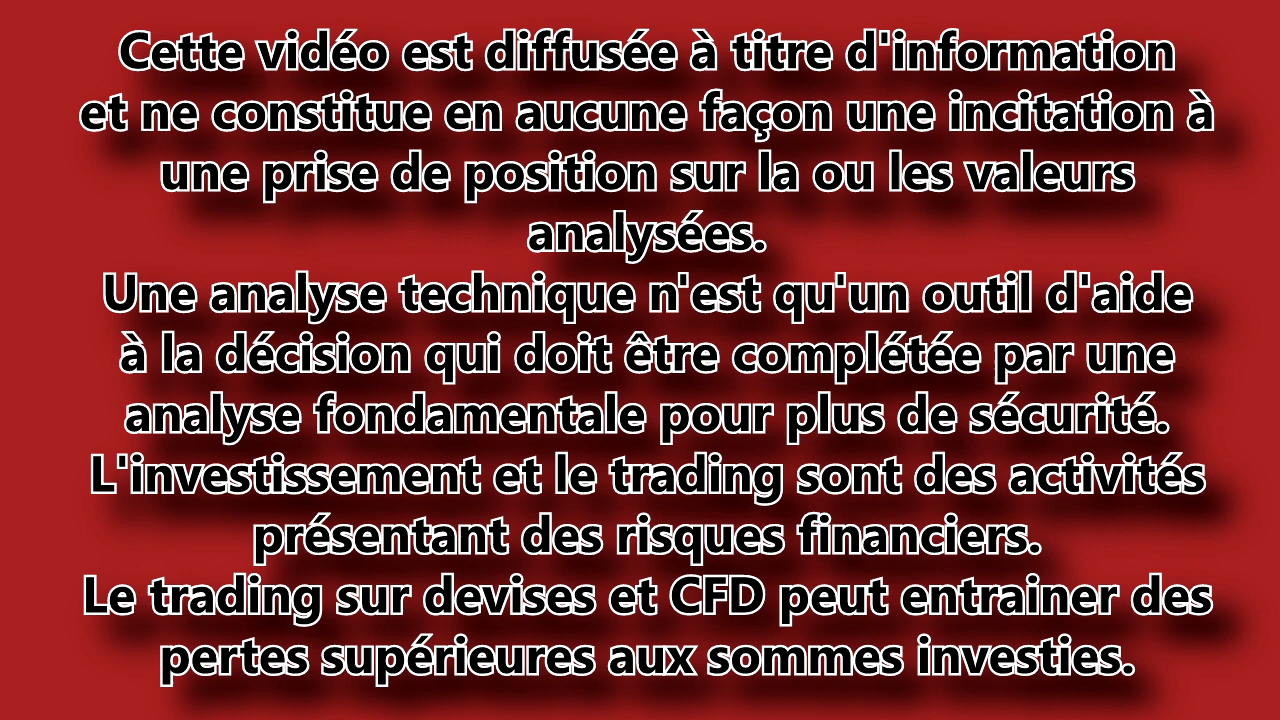 Cette vidéo est diffusée à titre d'information
et ne constitue en aucune façon une incitation à
une prise de position sur la ou les valeurs
analysées.
Une analyse technique n'est qu'un outil d'aide
à la décision qui doit être complétée par une
analyse fondamentale pour plus de sécurité.
L'investissement et le trading sont des activités
présentant des risques financiers.
Le trading sur devises et CFD peut entrainer des
pertes supérieures aux sommes investies.